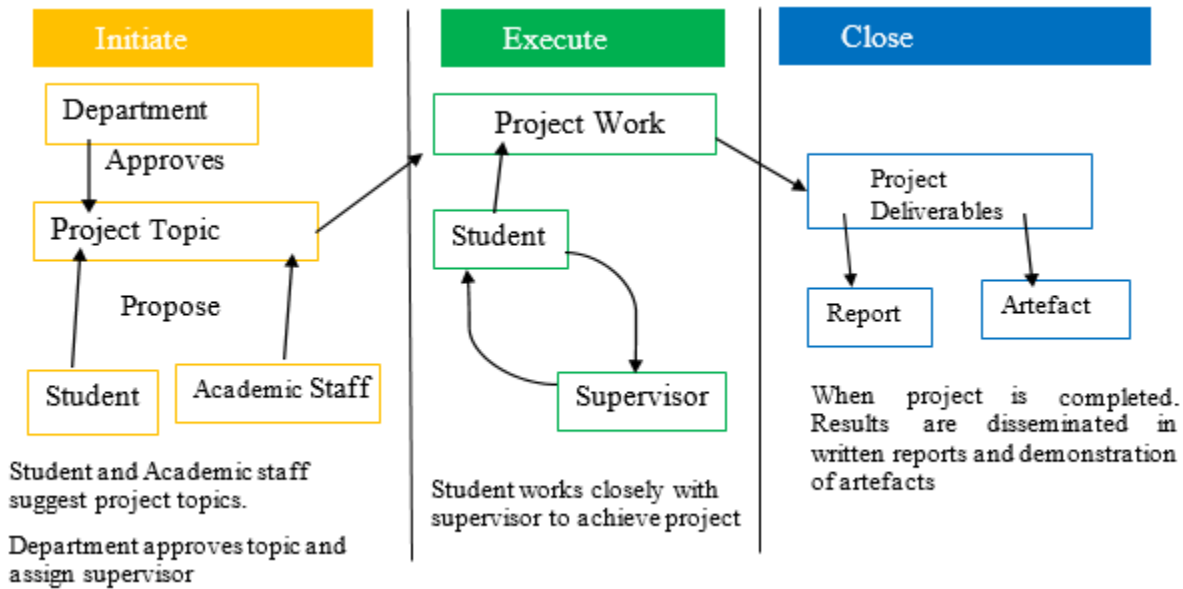 Initiate
Department
Approves
Project Topic
Propose
Student
Academic Staff
Student and Academic staff
suggest project topics.
Department approves topic and
assign supervisor
Execute
Project Work
Student
Supervisor
Student works closely with
supervisor to achieve project
Close
Project
Deliverables
Report
Artefact
When project is completed.
Results are disseminated in
written reports and demonstration
of artefacts